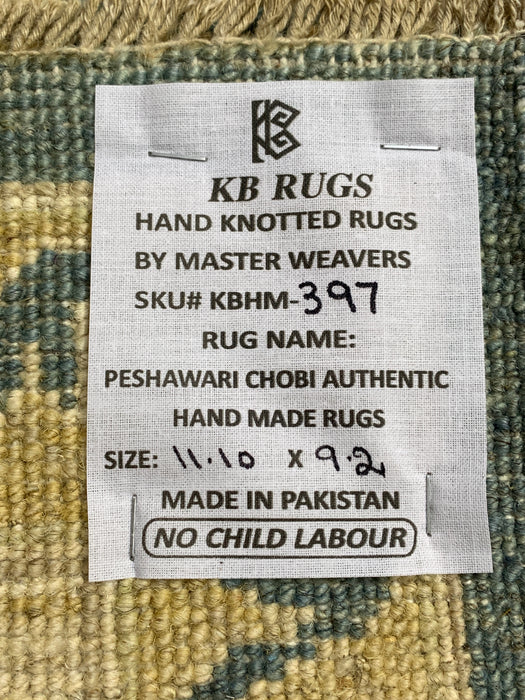 KB
KB RUGS
HAND KNOTTED RUGS
BY MASTER WEAVERS
SKU# KBHM-397
RUG NAME:
PESHAWARI CHOBI AUTHENTIC
HAND MADE RUGS
SIZE: 11.10 X 9.2
MADE IN PAKISTAN
NO CHILD LABOUR